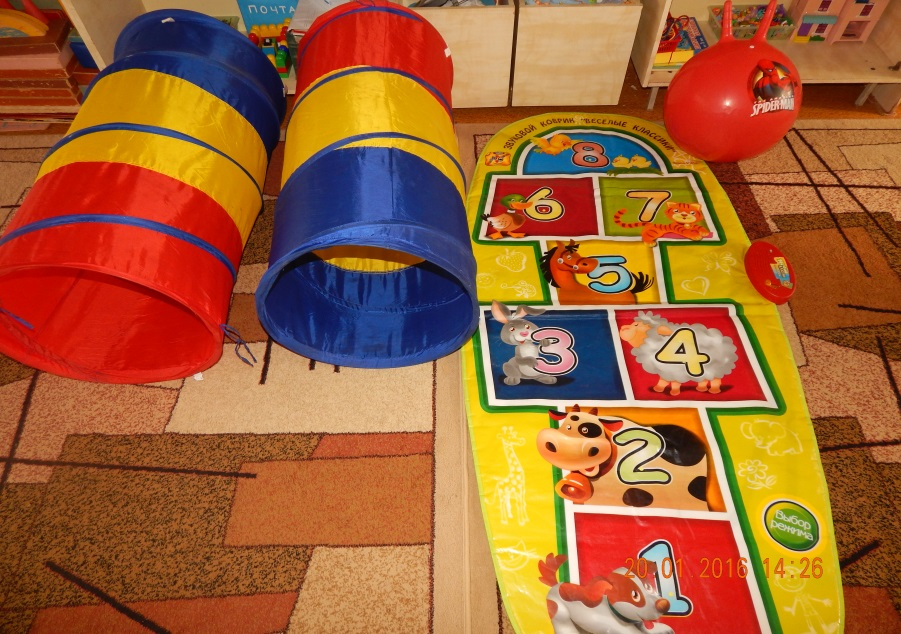 ПОЧТА
SPIDER-MAN
ЗВУКОВОЙ КОВРИК "ВЕСЕЛЫЕ КЛАССИКИ"
8
6 7
5
3 4
2
Выбор
режима
1
20 01 2016 14:26